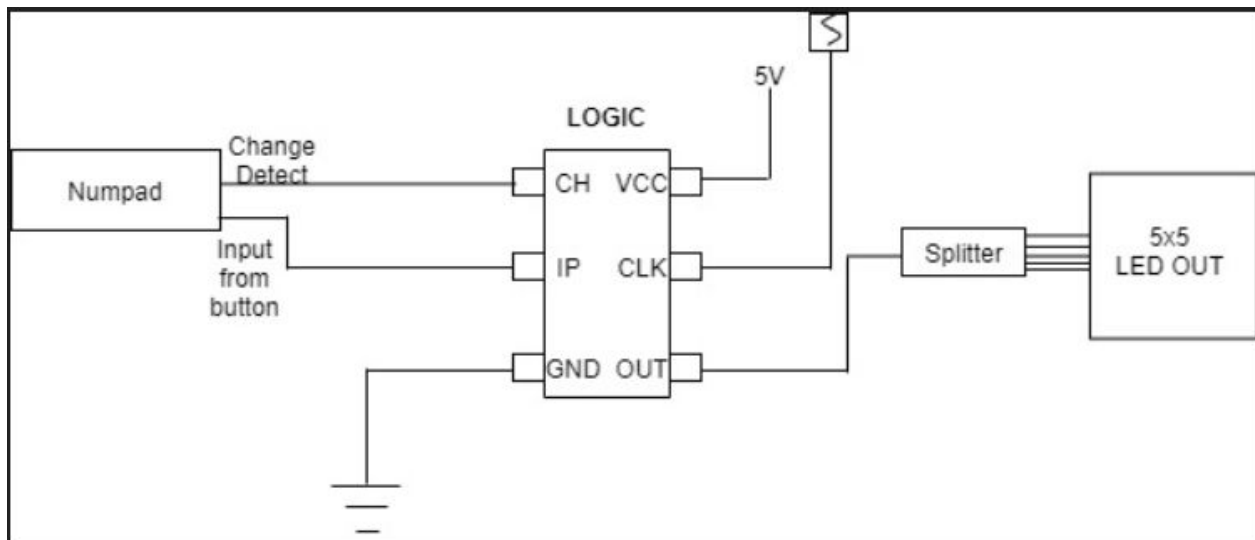 5V
LOGIC
Change
Detect
Numpad
CH VCC
Input
from
button
IP CLK
Splitter
5x5
LED OUT
GND OUT